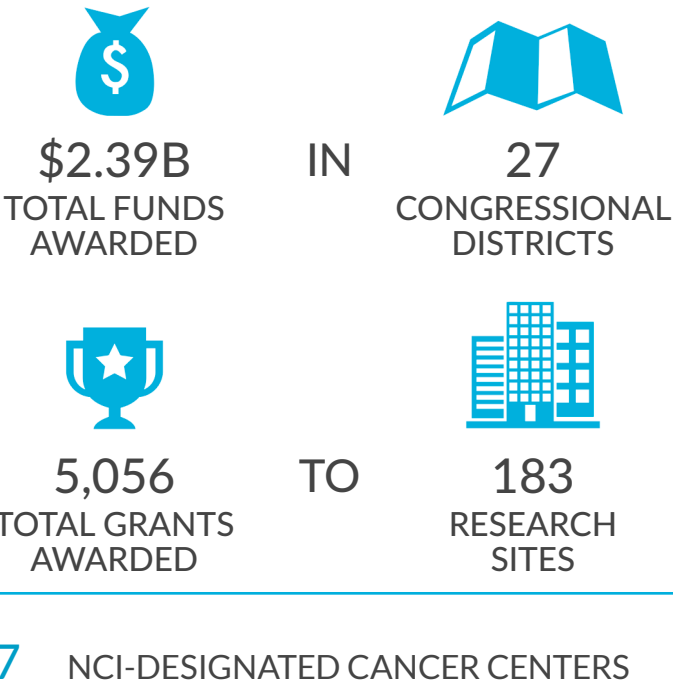 $
$2.39B IN 27
TOTAL FUNDS CONGRESSIONAL
AWARDED DISTRICTS
5,056 TO 183
TOTAL GRANTS RESEARCH
AWARDED SITES
7 NCI-DESIGNATED CANCER CENTERS